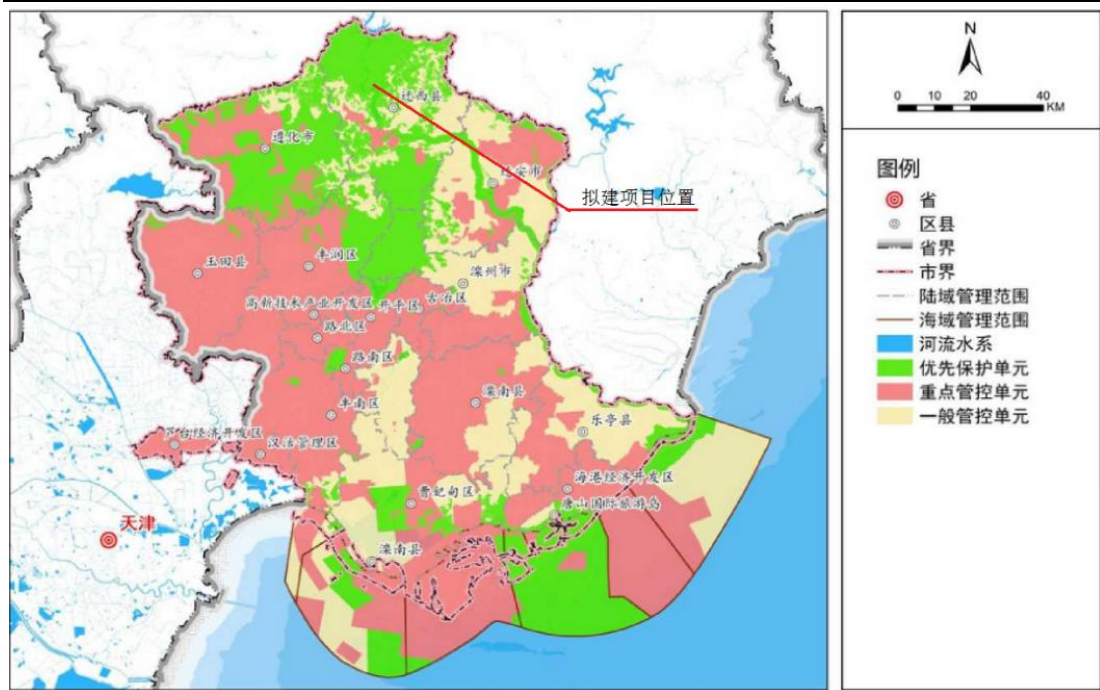 迁西县
遵化市
迁安市
拟建项目位置
玉田县
丰润区
滦州市
高新技术产业开发区
开平区
古冶区
路北区
路南区
丰南区
滦南县
乐亭县
芦台经济开发区
汉沽管理区
曹妃甸区
海港经济开发区
唐山国际旅游岛
天津
滦南县
N
0 10 20 40
KM
图例
省
区县
省界
市界
陆域管理范围
海域管理范围
河流水系
优先保护单元
重点管控单元
一般管控单元